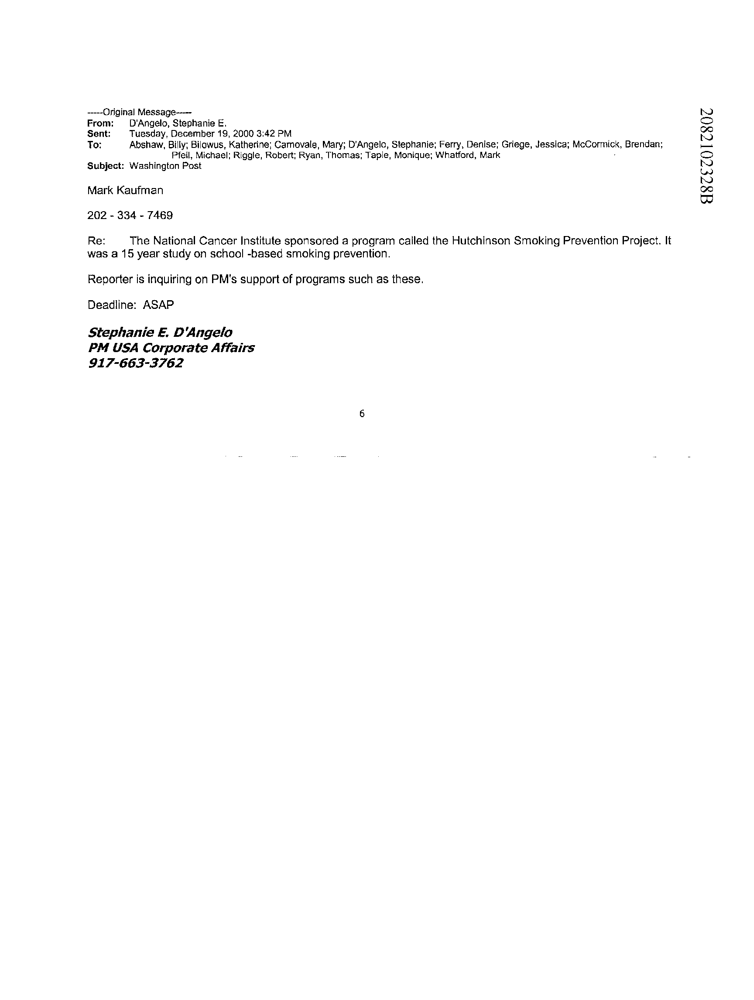 -----Original Message-----
From: D'Angelo, Stephanie E.
Sent: Tuesday, December 19, 2000 3:42 PM
To: Abshaw, Billy; Bilowus, Katherine; Carnovale, Mary; D'Angelo, Stephanie; Ferry, Denise; Griege, Jessica; McCormick, Brendan;
Pfeil, Michael; Riggle, Robert; Ryan, Thomas; Tapie, Monique; Whatford, Mark
Subject: Washington Post
Mark Kaufman
202 - 334 - 7469
Re: The National Cancer Institute sponsored a program called the Hutchinson Smoking Prevention Project. It
was a 15 year study on school -based smoking prevention.
Reporter is inquiring on PM's support of programs such as these.
Deadline: ASAP
Stephanie E. D'Angelo
PM USA Corporate Affairs
917-663-3762
6
2082102328B